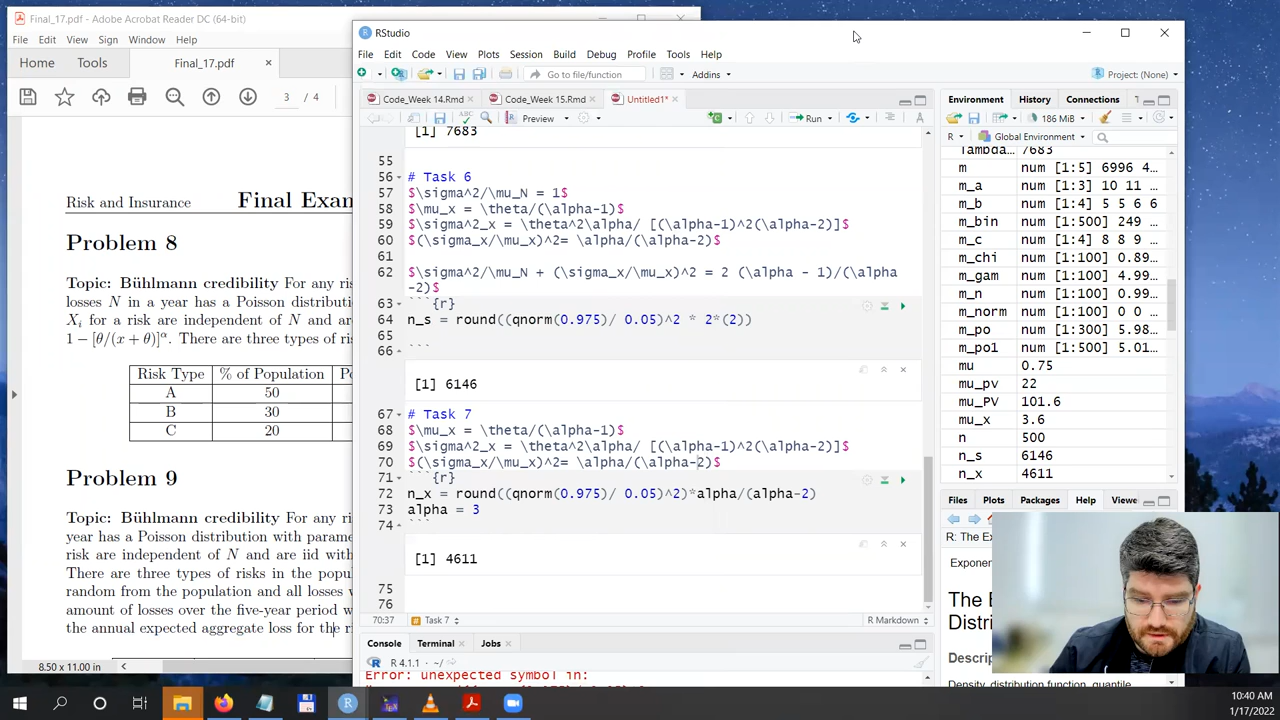 Final_17.pdf - Adobe Acrobat Reader DC (64-bit)
File Edit View Sign Window Help
Home Tools Final_17.pdf ×
3 / 4
Risk and Insurance Final Exan
Problem 8
Topic: Bühlmann credibility For any ri
losses N in a year has a Poisson distributi
Xi for a risk are independent of N and ar
1 − [θ/(x + θ)]^α. There are three types of ri
Risk Type % of Population Po
A 50
B 30
C 20
Problem 9
Topic: Bühlmann credibility For any ri
year has a Poisson distribution with parame
risk are independent of N and are iid with
There are three types of risks in the popul
random from the population and all losses w
amount of losses over the five-year period w
the annual expected aggregate loss for the ri
8.50 x 11.00 in
RStudio
File Edit Code View Plots Session Build Debug Profile Tools Help
Go to file/function Addins Project: (None)
Code_Week 14.Rmd Code_Week 15.Rmd Untitled1*
Preview Run
[1] 7683
55
56 # Task 6
57 $\sigma^2/\mu_N = 1$
58 $\mu_x = \theta/(\alpha-1)$
59 $\sigma^2_x = \theta^2\alpha/ [(\alpha-1)^2(\alpha-2)]$
60 $(\sigma_x/\mu_x)^2= \alpha/(\alpha-2)$
61
62 $\sigma^2/\mu_N + (\sigma_x/\mu_x)^2 = 2 (\alpha - 1)/(\alpha
-2)$
63 ```{r}
64 n_s = round((qnorm(0.975)/ 0.05)^2 * 2*(2))
65
66 ```
[1] 6146
67 # Task 7
68 $\mu_x = \theta/(\alpha-1)$
69 $\sigma^2_x = \theta^2\alpha/ [(\alpha-1)^2(\alpha-2)]$
70 $(\sigma_x/\mu_x)^2= \alpha/(\alpha-2)$
71 ```{r}
72 n_x = round((qnorm(0.975)/ 0.05)^2)*alpha/(alpha-2)
73 alpha = 3
74 ```
[1] 4611
75
76
70:37 # Task 7 R Markdown
Console Terminal Jobs
R 4.1.1 · ~/
Error: unexpected symbol in:
Environment History Connections T
186 MiB
R Global Environment
lambda… 7683
m num [1:5] 6996 4…
m_a num [1:3] 10 11 …
m_b num [1:4] 5 5 6 6
m_bin num [1:500] 249 …
m_c num [1:4] 8 8 9 …
m_chi num [1:100] 0.89…
m_gam num [1:100] 4.99…
m_n num [1:100] 0.99…
m_norm num [1:100] 0 0 …
m_po num [1:100] 5.98…
m_po1 num [1:500] 5.01…
mu 0.75
mu_pv 22
mu_PV 101.6
mu_x 3.6
n 500
n_s 6146
n_x 4611
Files Plots Packages Help Viewe
R: The Ex
Exponen
The E
Distri
Descrip
Density, distribution function, quantile
10:40 AM
1/17/2022